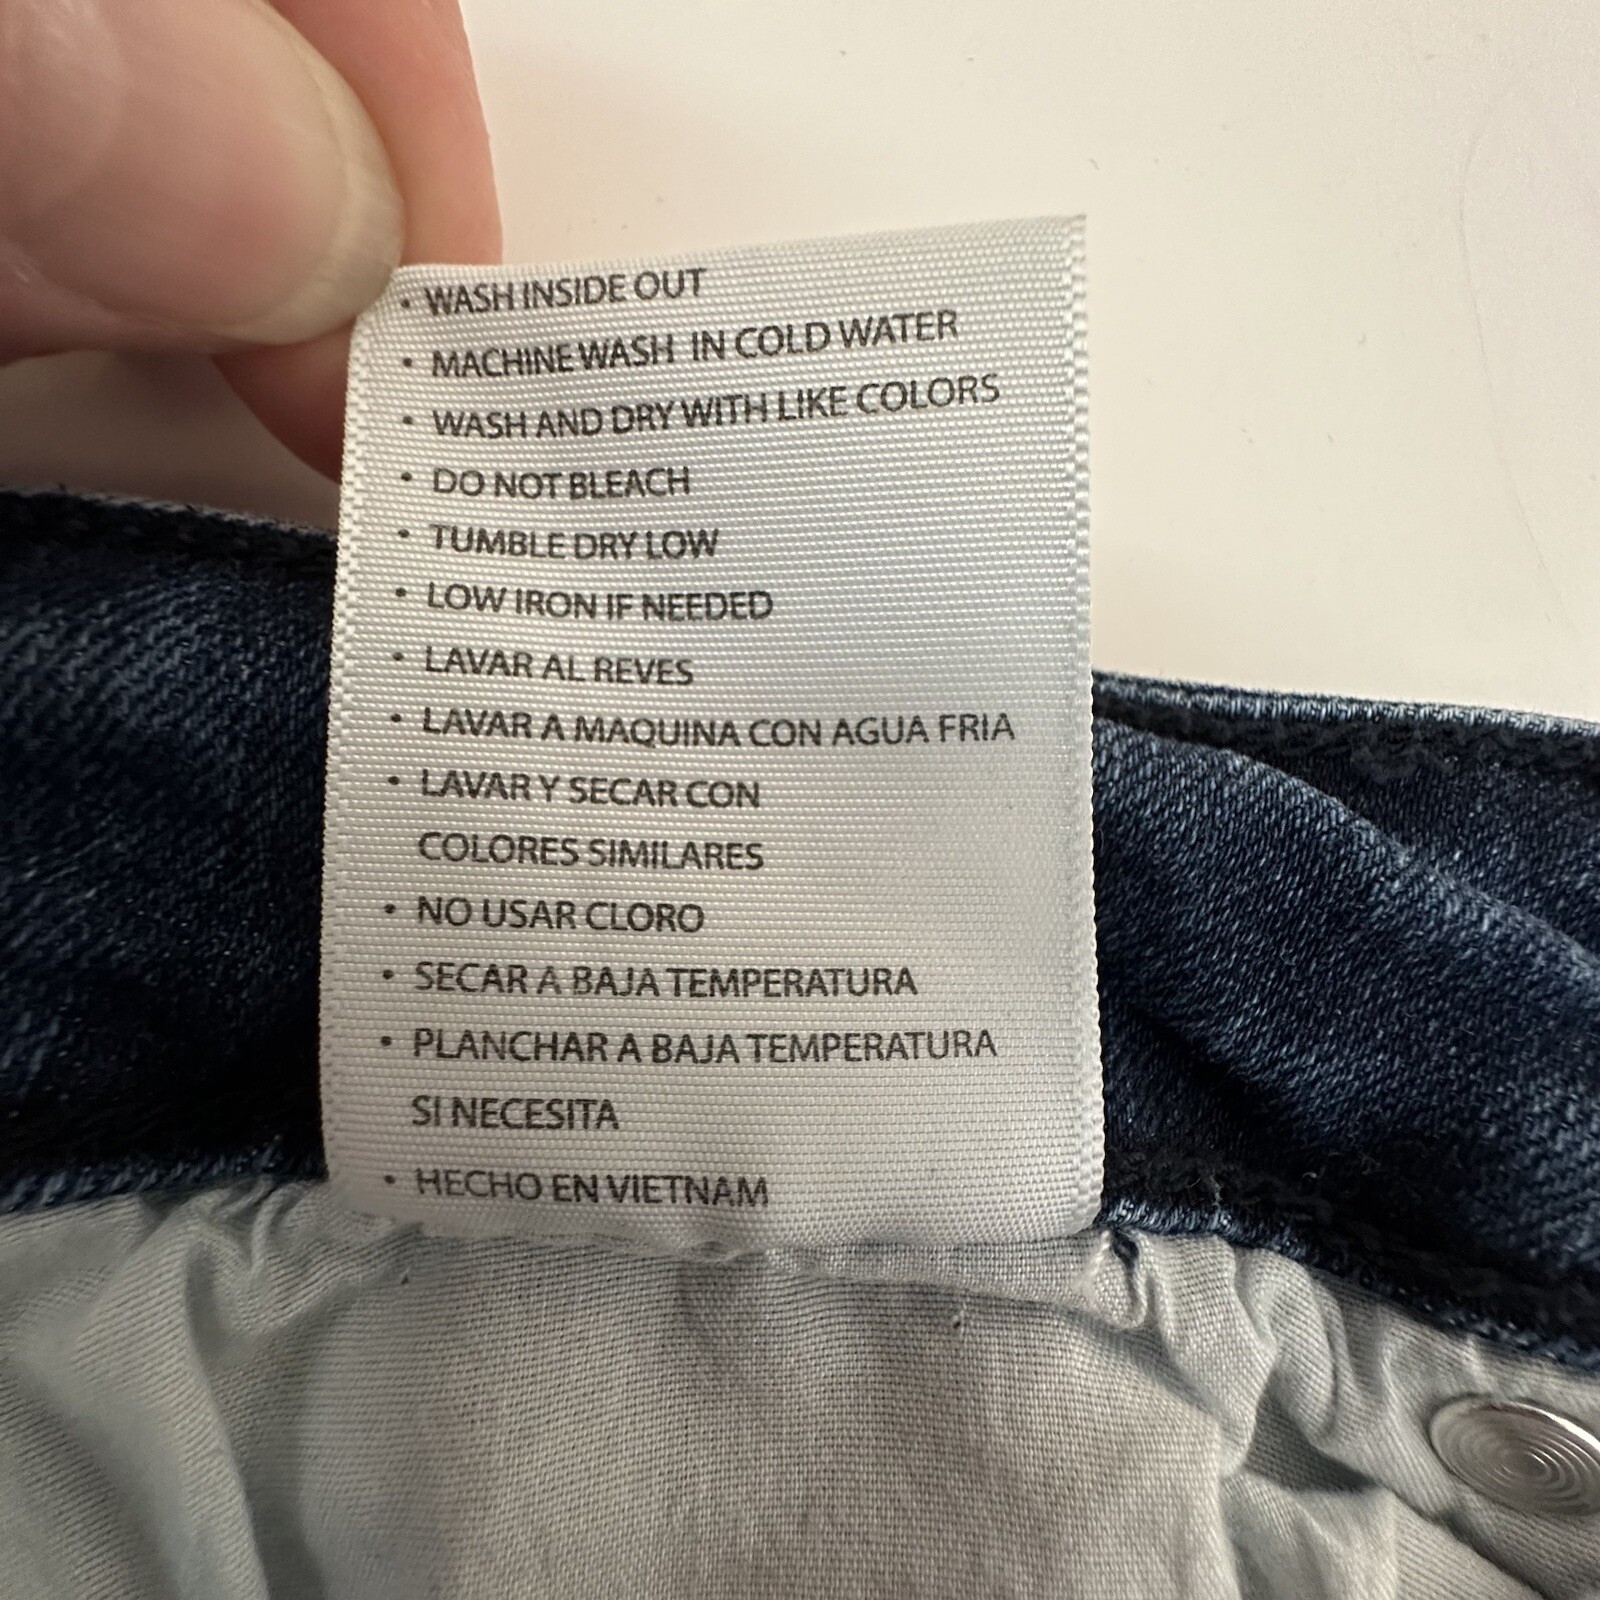 • WASH INSIDE OUT
• MACHINE WASH IN COLD WATER
• WASH AND DRY WITH LIKE COLORS
• DO NOT BLEACH
• TUMBLE DRY LOW
• LOW IRON IF NEEDED
• LAVAR AL REVES
• LAVAR A MAQUINA CON AGUA FRIA
• LAVAR Y SECAR CON
COLORES SIMILARES
• NO USAR CLORO
• SECAR A BAJA TEMPERATURA
• PLANCHAR A BAJA TEMPERATURA
SI NECESITA
• HECHO EN VIETNAM